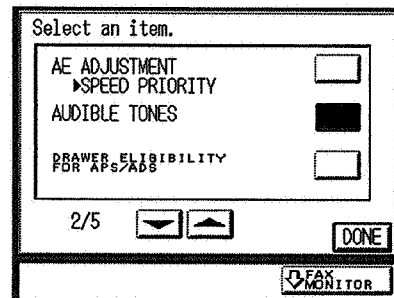 Select an item.
AE ADJUSTMENT
▶SPEED PRIORITY
AUDIBLE TONES
DRAWER ELIGIBILITY
FOR APS/ADS
2/5
DONE
FAX
MONITOR